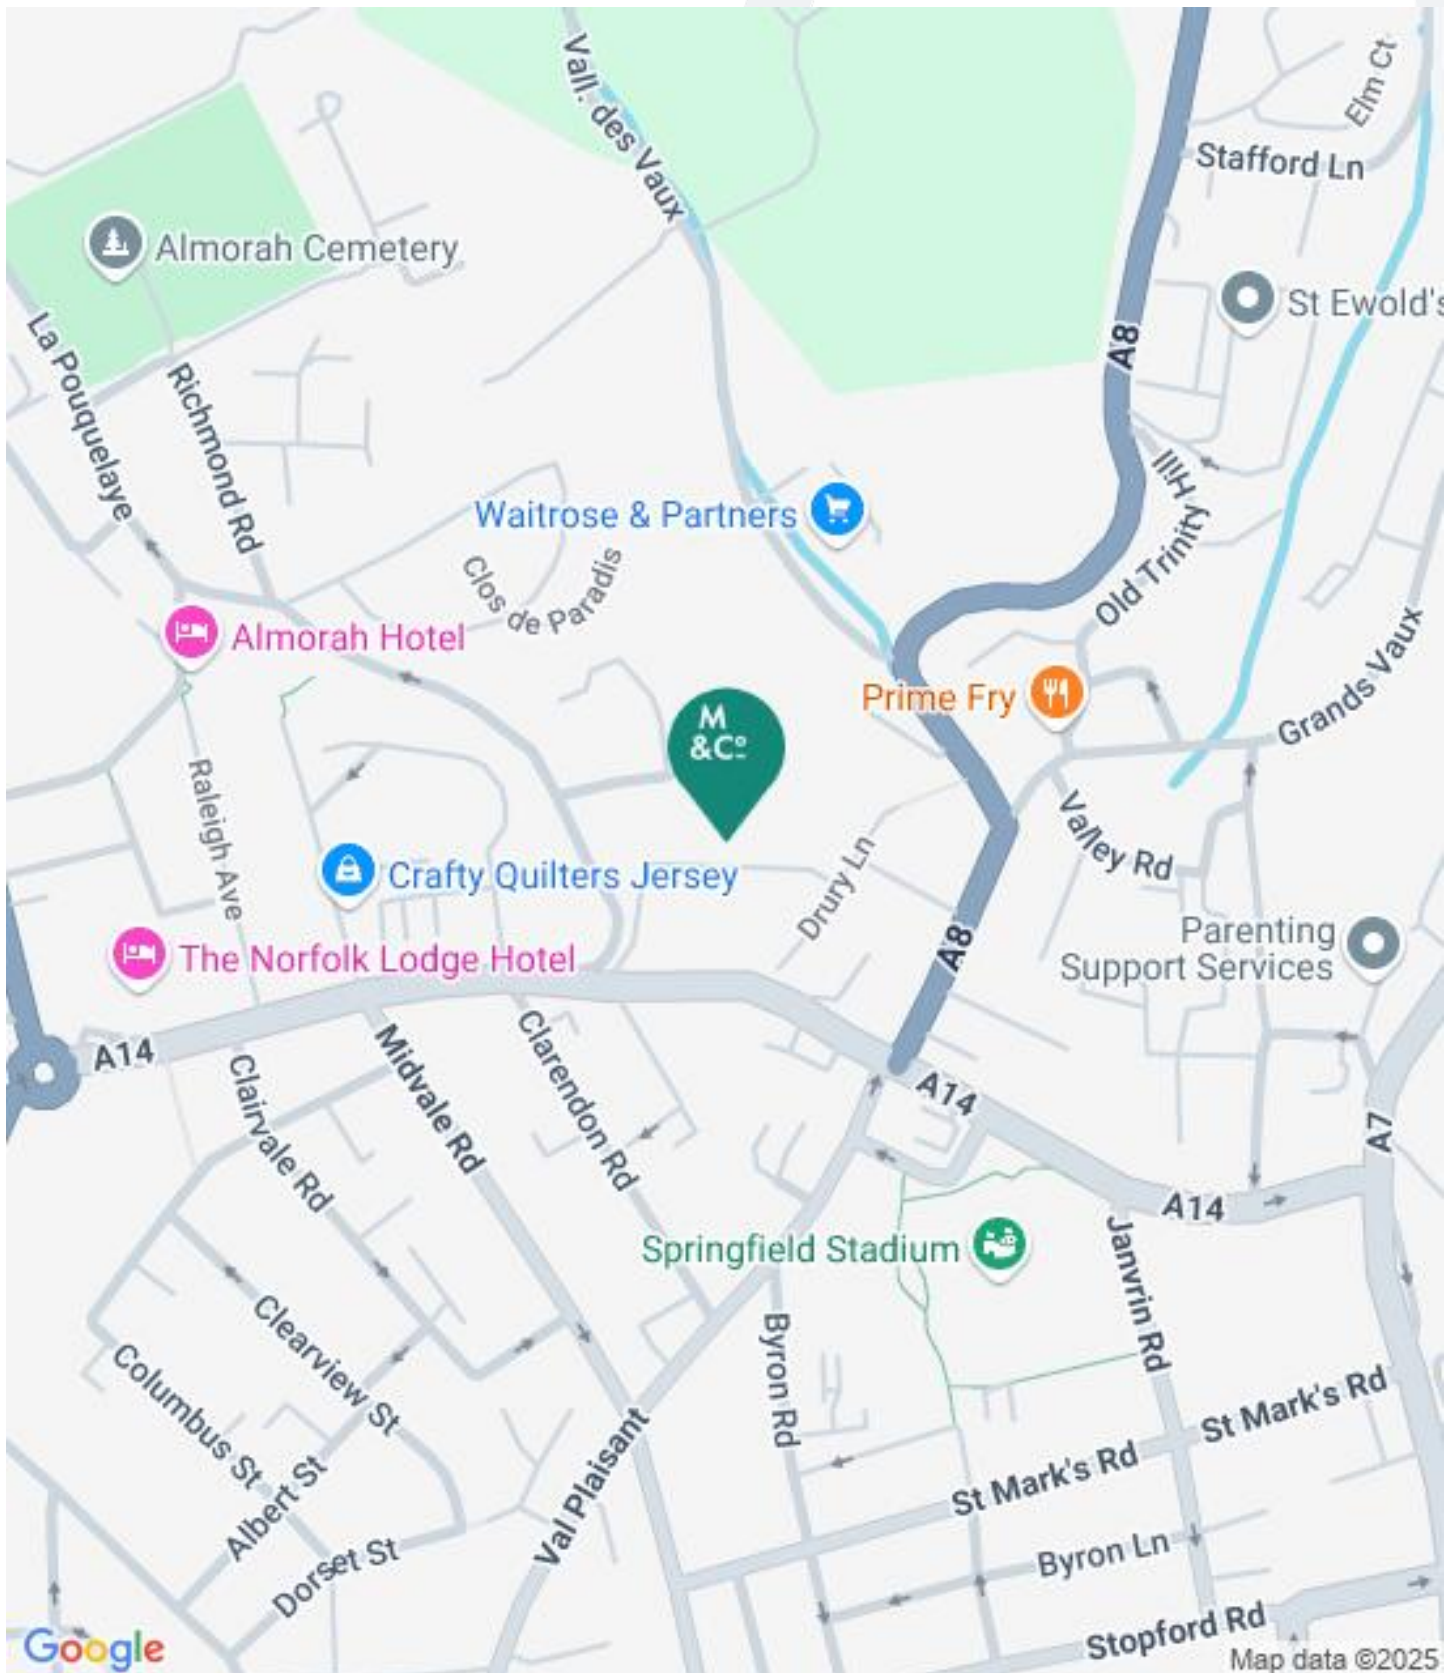 Vall. des Vaux
Elm Ct
Stafford Ln
Almorah Cemetery
St Ewold's
La Pouquelaye
A8
Richmond Rd
Waitrose & Partners
Hill
Old Trinity
Clos de Paradis
Almorah Hotel
Grands Vaux
Prime Fry
M
&Cº
Raleigh Ave
Valley Rd
Crafty Quilters Jersey
Drury Ln
Parenting
Support Services
A8
The Norfolk Lodge Hotel
A14
Midvale Rd
Clarendon Rd
Clairvale Rd
A14
A7
A14
Springfield Stadium
Janvrin Rd
Clearview St
Byron Rd
Columbus St
St Mark's Rd
Val Plaisant
St Mark's Rd
Albert St
Byron Ln
Dorset St
Stopford Rd
Google
Map data ©2025